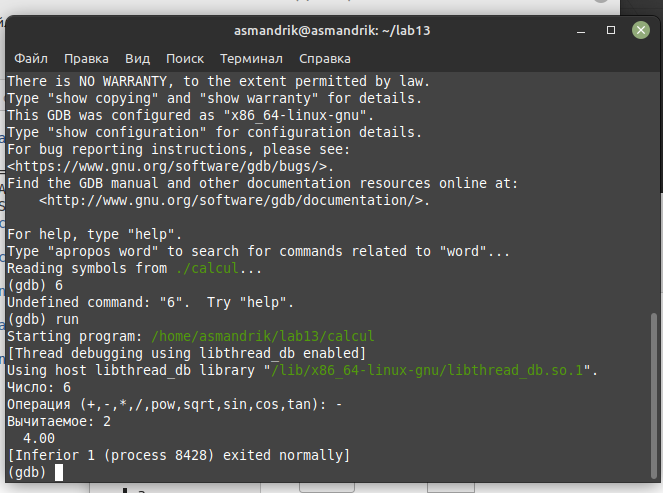 asmandrik@asmandrik: ~/lab13
Файл Правка Вид Поиск Терминал Справка
There is NO WARRANTY, to the extent permitted by law.
Type "show copying" and "show warranty" for details.
This GDB was configured as "x86_64-linux-gnu".
Type "show configuration" for configuration details.
For bug reporting instructions, please see:
<https://www.gnu.org/software/gdb/bugs/>.
Find the GDB manual and other documentation resources online at:
    <http://www.gnu.org/software/gdb/documentation/>.

For help, type "help".
Type "apropos word" to search for commands related to "word"...
Reading symbols from ./calcul...
(gdb) 6
Undefined command: "6".  Try "help".
(gdb) run
Starting program: /home/asmandrik/lab13/calcul
[Thread debugging using libthread_db enabled]
Using host libthread_db library "/lib/x86_64-linux-gnu/libthread_db.so.1".
Число: 6
Операция (+,-,*,/,pow,sqrt,sin,cos,tan): -
Вычитаемое: 2
  4.00
[Inferior 1 (process 8428) exited normally]
(gdb)